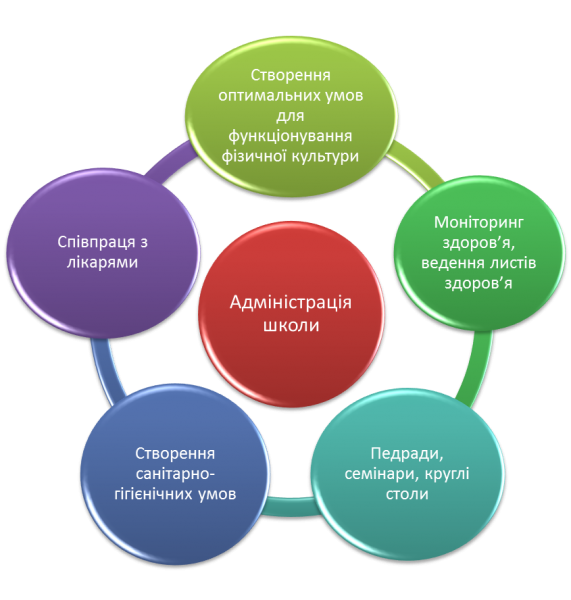 Створення
оптимальних умов
для
функціонування
фізичної культури
Моніторинг
здоров’я,
ведення листів
здоров’я
Педради,
семінари, круглі
столи
Створення
санітарно-
гігієнічних умов
Співпраця з
лікарями
Адміністрація
школи